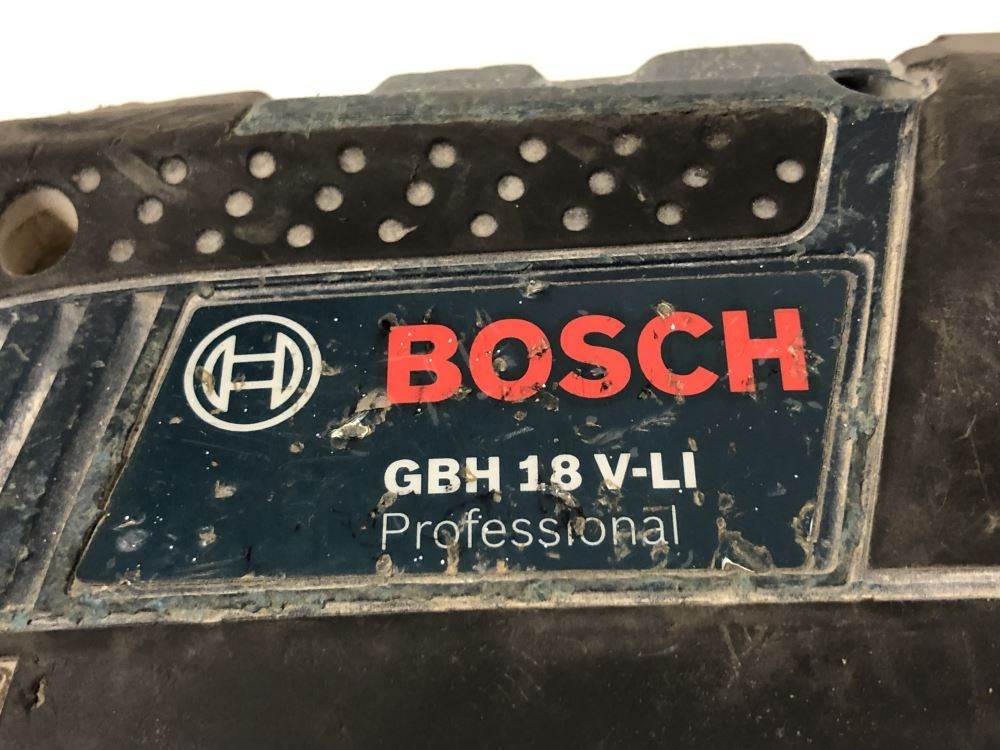 BOSCH
GBH 18 V-LI
Professional